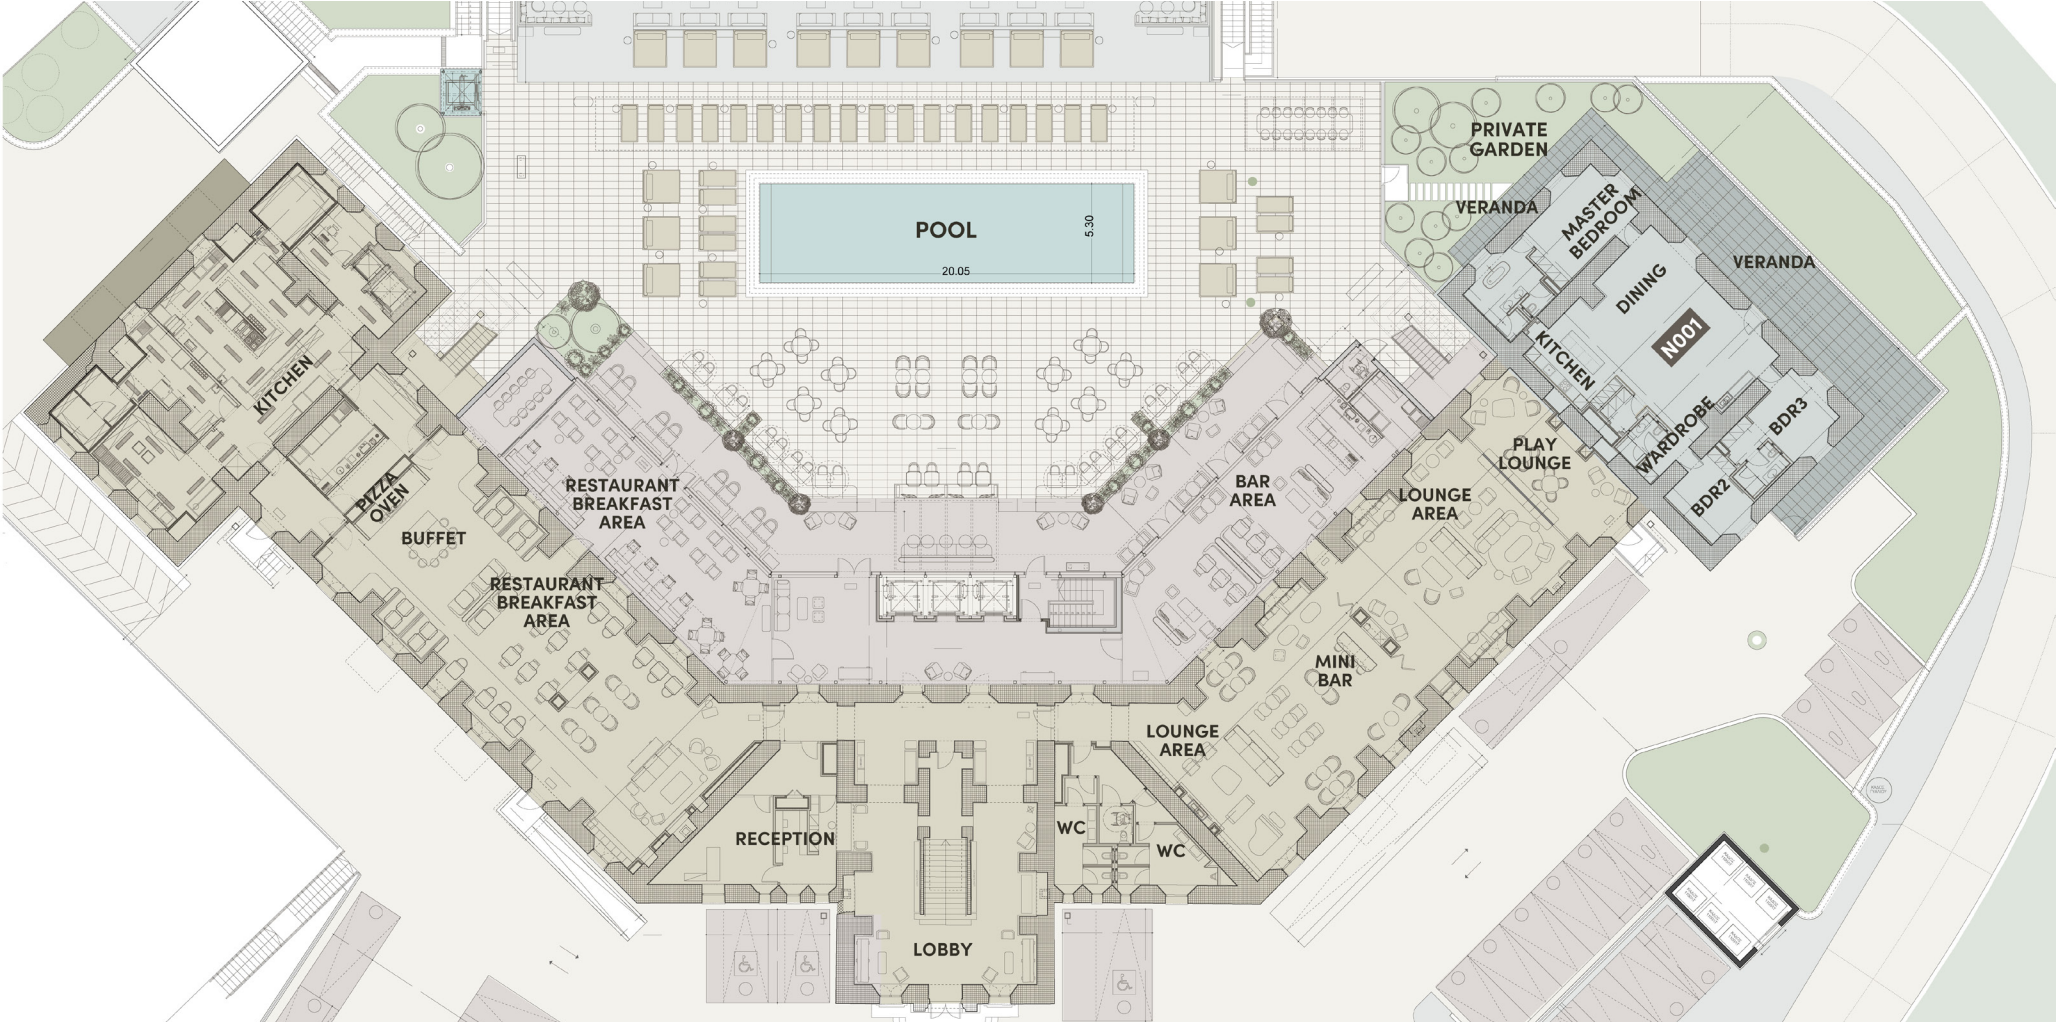 PRIVATE
GARDEN
VERANDA
MASTER
BEDROOM
POOL
5.30
20.05
VERANDA
DINING
N001
KITCHEN
KITCHEN
WARDROBE
BDR3
BDR2
PLAY
LOUNGE
LOUNGE
AREA
BAR
AREA
RESTAURANT
BREAKFAST
AREA
PIZZA
OVEN
BUFFET
RESTAURANT
BREAKFAST
AREA
MINI
BAR
LOUNGE
AREA
RECEPTION
WC
WC
LOBBY